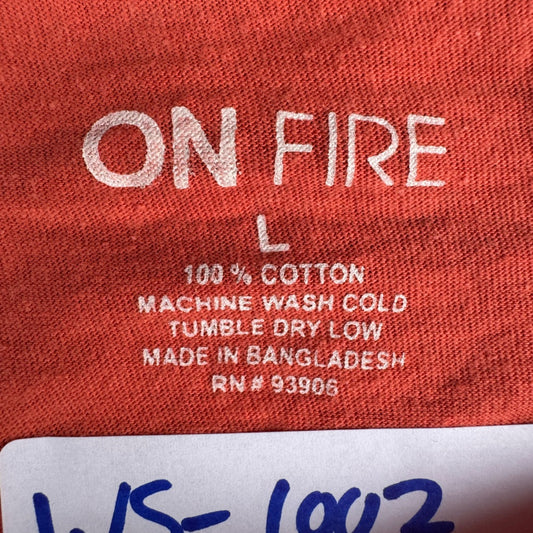 ON FIRE
L
100 % COTTON
MACHINE WASH COLD
TUMBLE DRY LOW
MADE IN BANGLADESH
RN # 93906
WS-1002